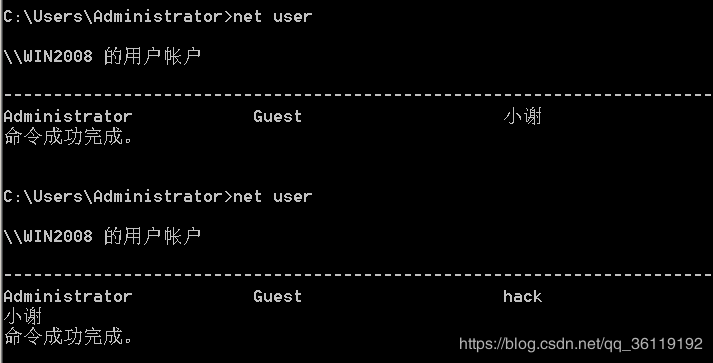 C:\Users\Administrator>net user
\\WIN2008 的用户帐户
-------------------------------------------------------------------------------
Administrator Guest 小谢
命令成功完成。
C:\Users\Administrator>net user
\\WIN2008 的用户帐户
-------------------------------------------------------------------------------
Administrator Guest hack
小谢
命令成功完成。
https://blog.csdn.net/qq_36119192